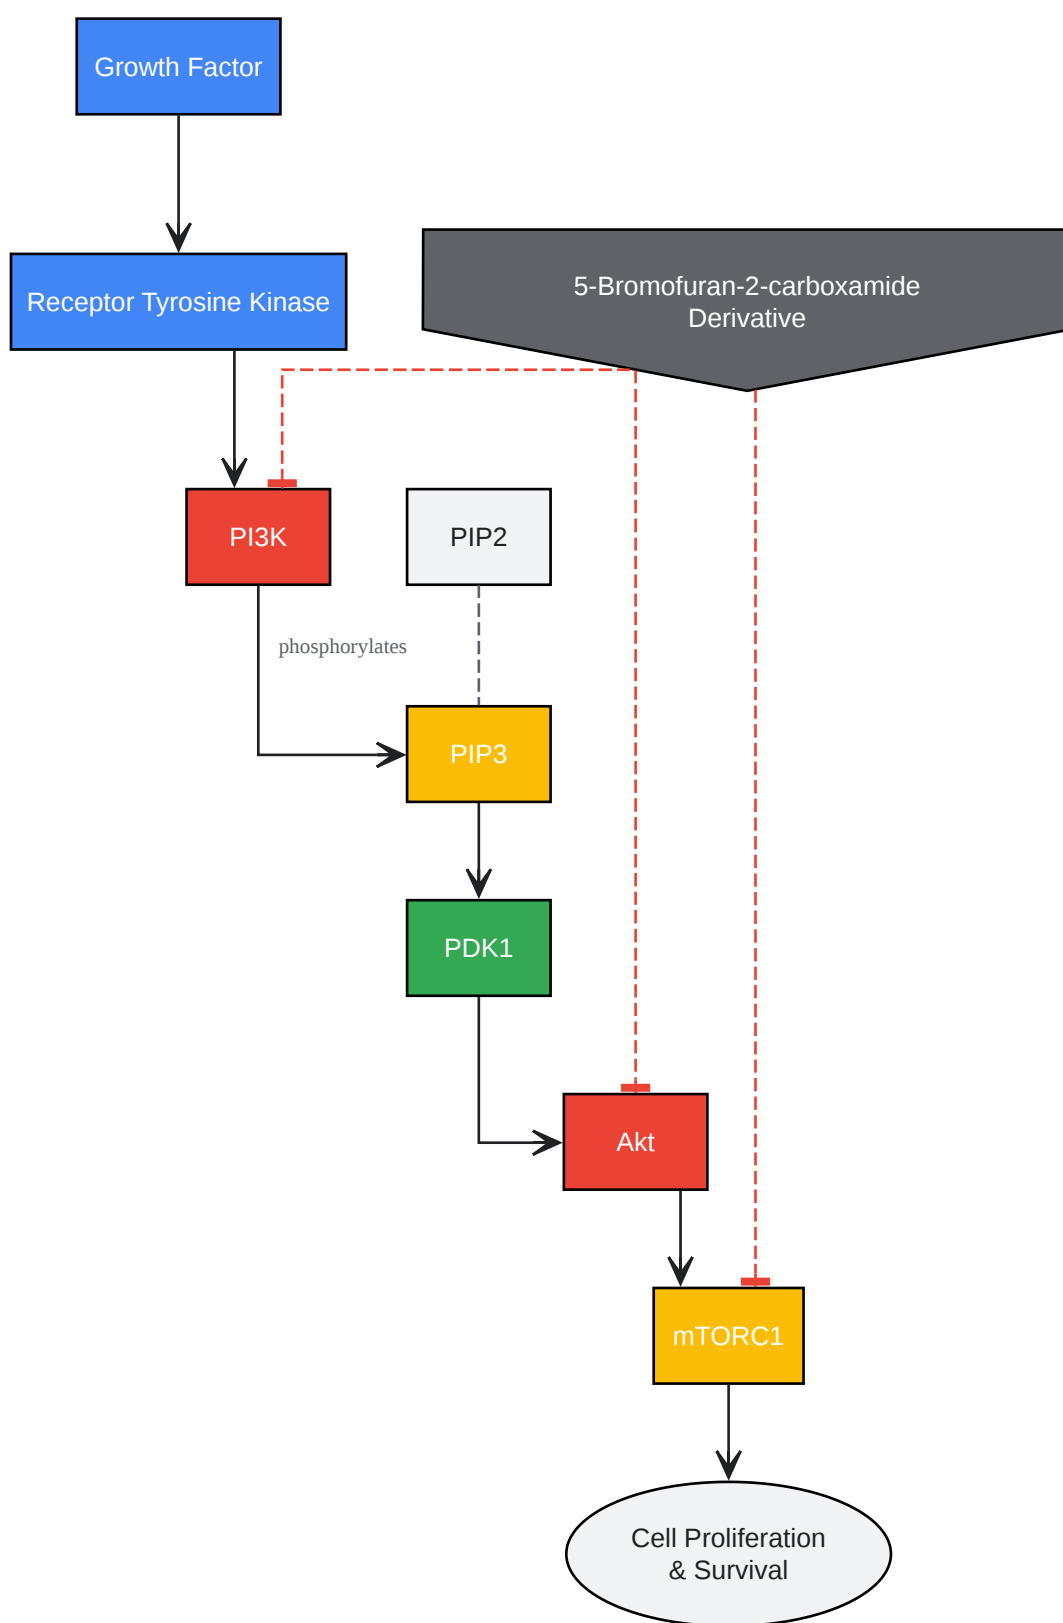 Growth Factor
Receptor Tyrosine Kinase
5-Bromofuran-2-carboxamide
Derivative
PI3K
PIP2
phosphorylates
PIP3
PDK1
Akt
mTORC1
Cell Proliferation
& Survival